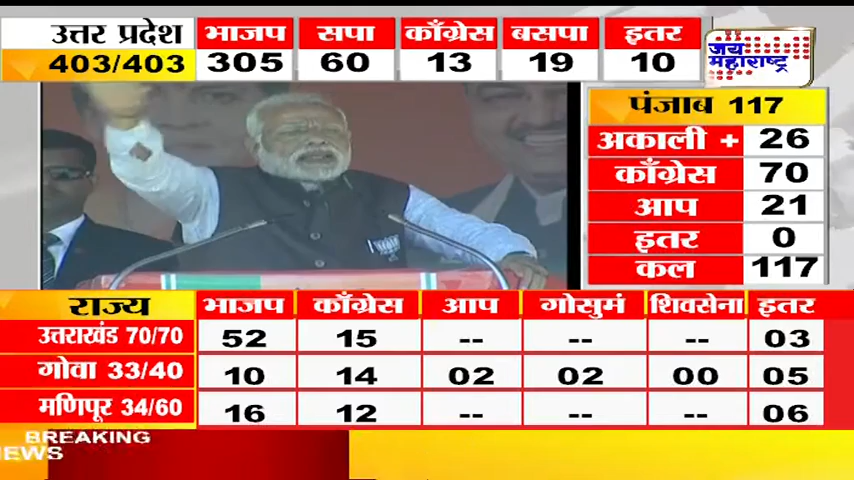 उत्तर प्रदेश भाजपा सपा काँग्रेस बसपा इतर
403/403 305 60 13 19 10
जय महाराष्ट्र
पंजाब 117
अकाली + 26
काँग्रेस 70
आप 21
इतर 0
कल 117
राज्य भाजपा काँग्रेस आप गोसुमं शिवसेना इतर
उत्तराखंड 70/70 52 15 -- -- -- 03
गोवा 33/40 10 14 02 02 00 05
मणिपूर 34/60 16 12 -- -- -- 06
BREAKING
NEWS